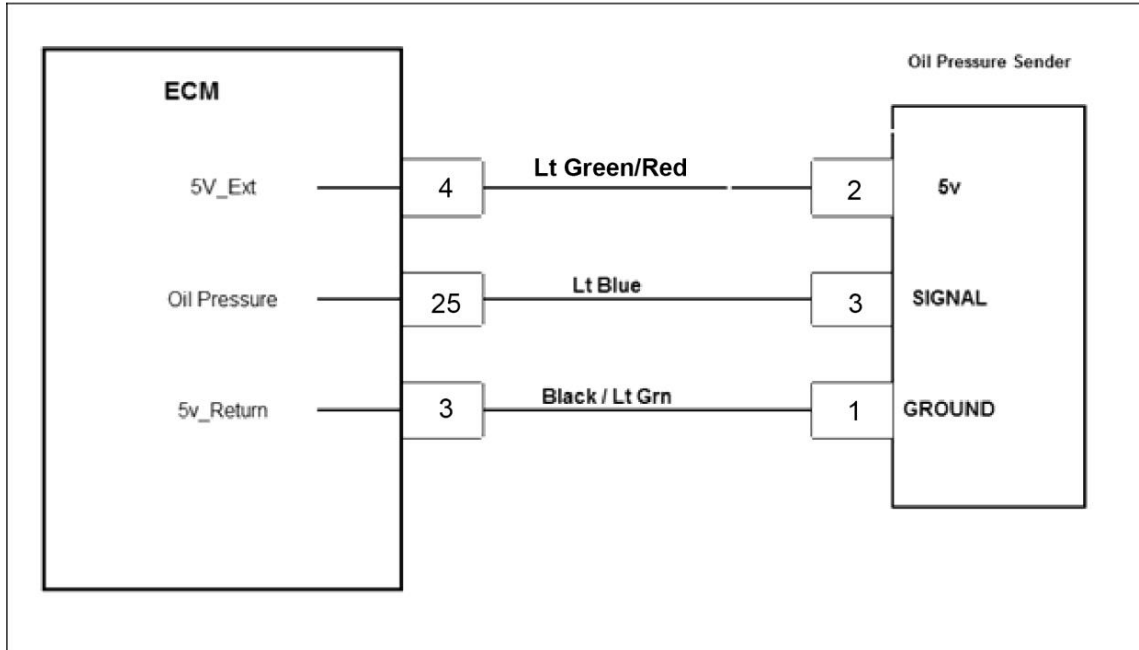 Oil Pressure Sender
ECM
5V_Ext
4
Lt Green/Red
2
5v
Oil Pressure
25
Lt Blue
3
SIGNAL
5v_Return
3
Black / Lt Grn
1
GROUND